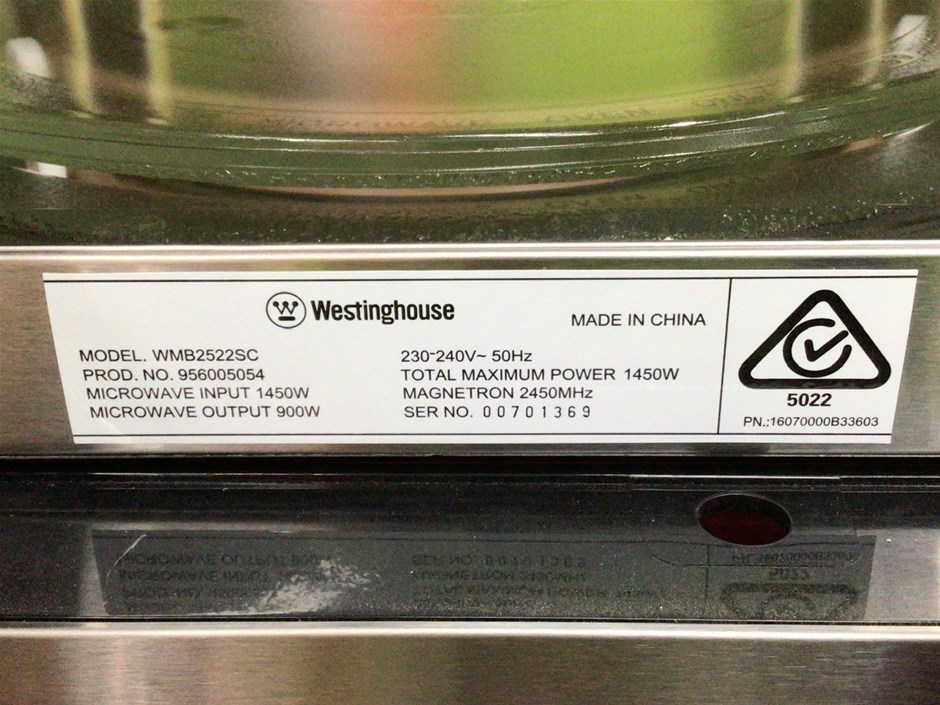 Westinghouse
MADE IN CHINA
MODEL. WMB2522SC
PROD. NO. 956005054
MICROWAVE INPUT 1450W
MICROWAVE OUTPUT 900W
230-240V~ 50Hz
TOTAL MAXIMUM POWER 1450W
MAGNETRON 2450MHz
SER NO. 00701369
5022
PN.:16070000B33603